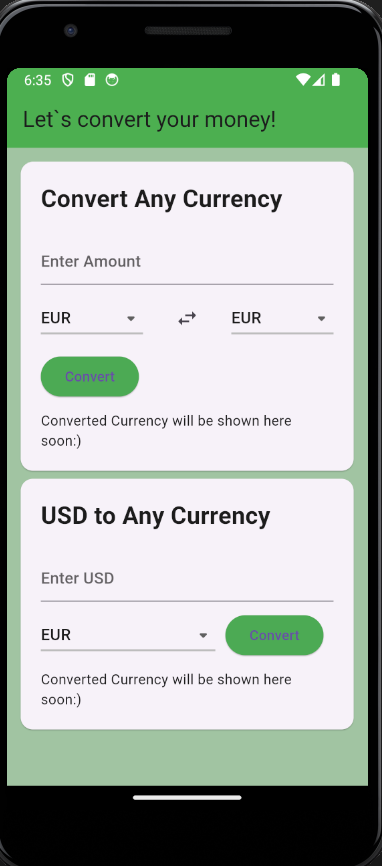 6:35
Let`s convert your money!
Convert Any Currency
Enter Amount
EUR EUR
Convert
Converted Currency will be shown here
soon:)
USD to Any Currency
Enter USD
EUR Convert
Converted Currency will be shown here
soon:)